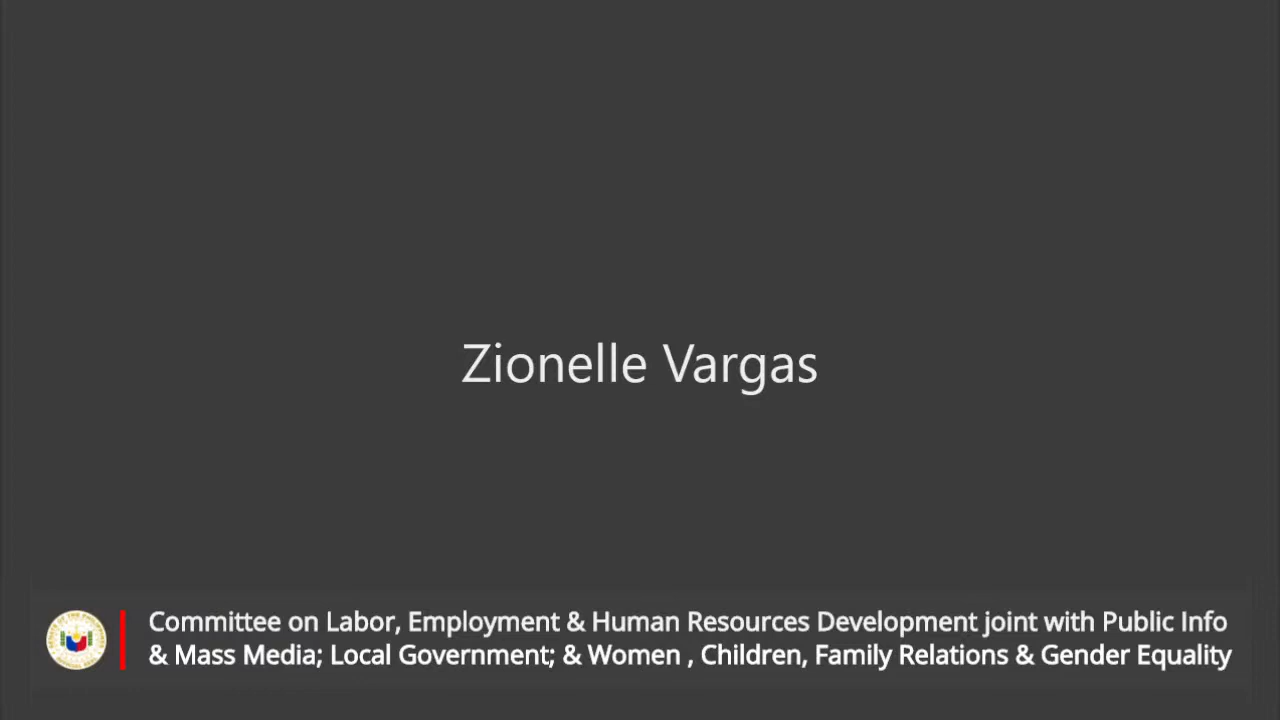 Zionelle Vargas
Committee on Labor, Employment & Human Resources Development joint with Public Info
& Mass Media; Local Government; & Women , Children, Family Relations & Gender Equality